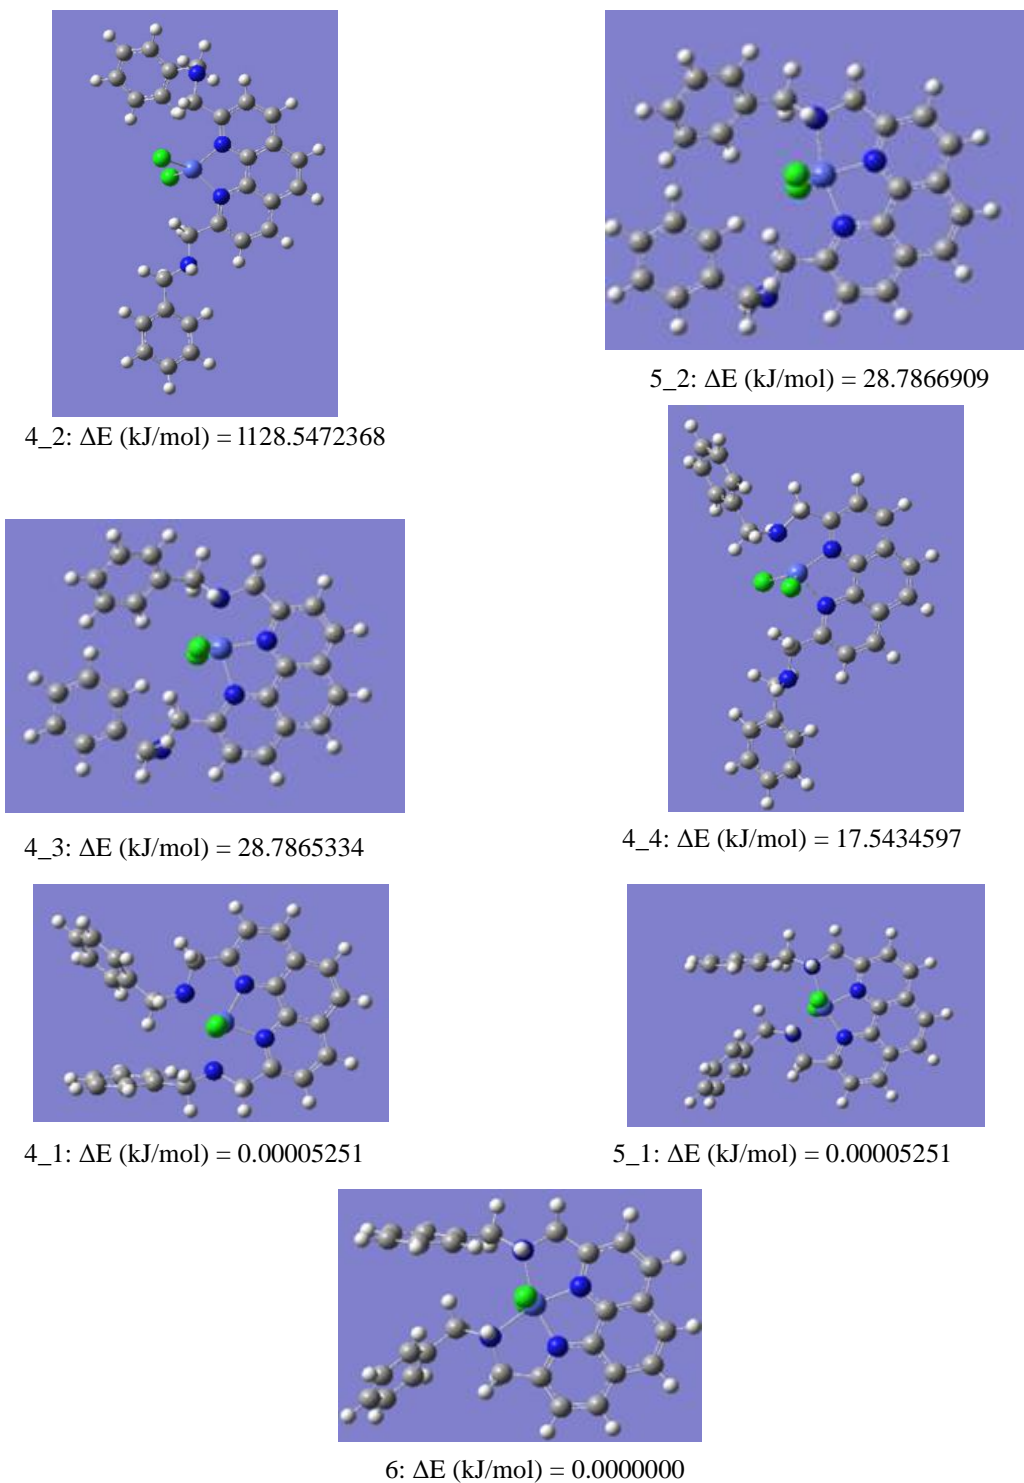 4_2: ΔE (kJ/mol) = l128.5472368
5_2: ΔE (kJ/mol) = 28.7866909
4_3: ΔE (kJ/mol) = 28.7865334
4_4: ΔE (kJ/mol) = 17.5434597
4_1: ΔE (kJ/mol) = 0.00005251
5_1: ΔE (kJ/mol) = 0.00005251
6: ΔE (kJ/mol) = 0.0000000